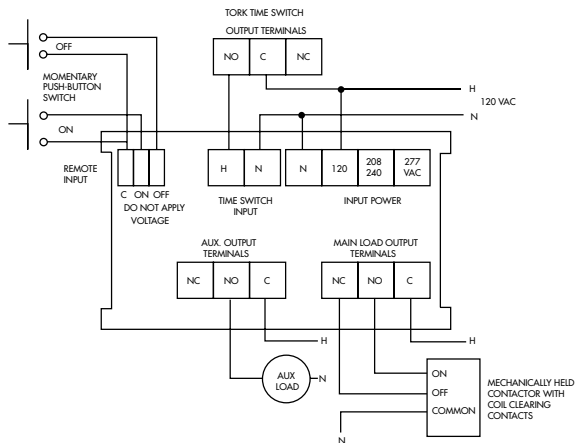 TORK TIME SWITCH
OUTPUT TERMINALS
NO C NC
OFF
MOMENTARY
PUSH-BUTTON
SWITCH
ON
H
120 VAC
N
REMOTE
INPUT
C ON OFF
DO NOT APPLY
VOLTAGE
H N
TIME SWITCH
INPUT
N 120 208 277
240 VAC
INPUT POWER
AUX. OUTPUT
TERMINALS
NC NO C
MAIN LOAD OUTPUT
TERMINALS
NC NO C
H
H
AUX
LOAD
N
ON
OFF
COMMON
N
MECHANICALLY HELD
CONTACTOR WITH
COIL CLEARING
CONTACTS